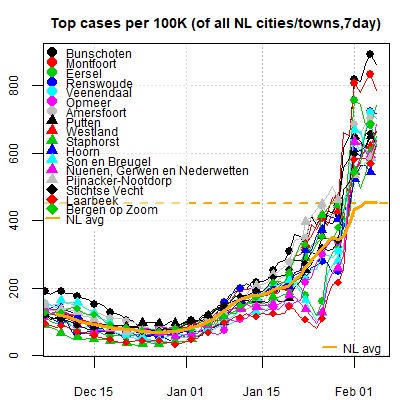 Top cases per 100K (of all NL cities/towns,7day)
Bunschoten
Montfoort
Eersel
Renswoude
Veenendaal
Opmeer
Amersfoort
Putten
Westland
Staphorst
Hoorn
Son en Breugel
Nuenen, Gerwen en Nederwetten
Pijnacker-Nootdorp
Stichtse Vecht
Laarbeek
Bergen op Zoom
NL avg
800
600
400
200
0
NL avg
Dec 15
Jan 01
Jan 15
Feb 01